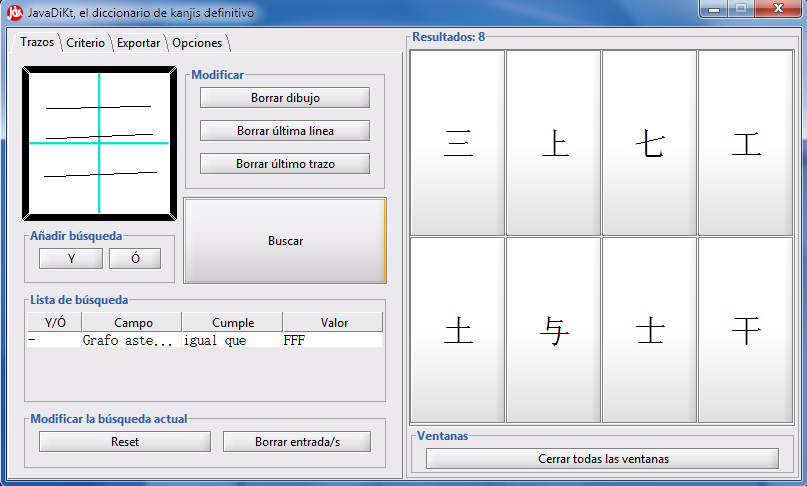 JavaDiKt, el diccionario de kanjis definitivo
Trazos Criterio Exportar Opciones
Modificar
Borrar dibujo
Borrar última línea
Borrar último trazo
Buscar
Añadir búsqueda
Y Ó
Lista de búsqueda
Y/Ó Campo Cumple Valor
- Grafo aste... igual que FFF
Modificar la búsqueda actual
Reset Borrar entrada/s
Resultados: 8
三 上 七 工
土 与 士 干
Ventanas
Cerrar todas las ventanas